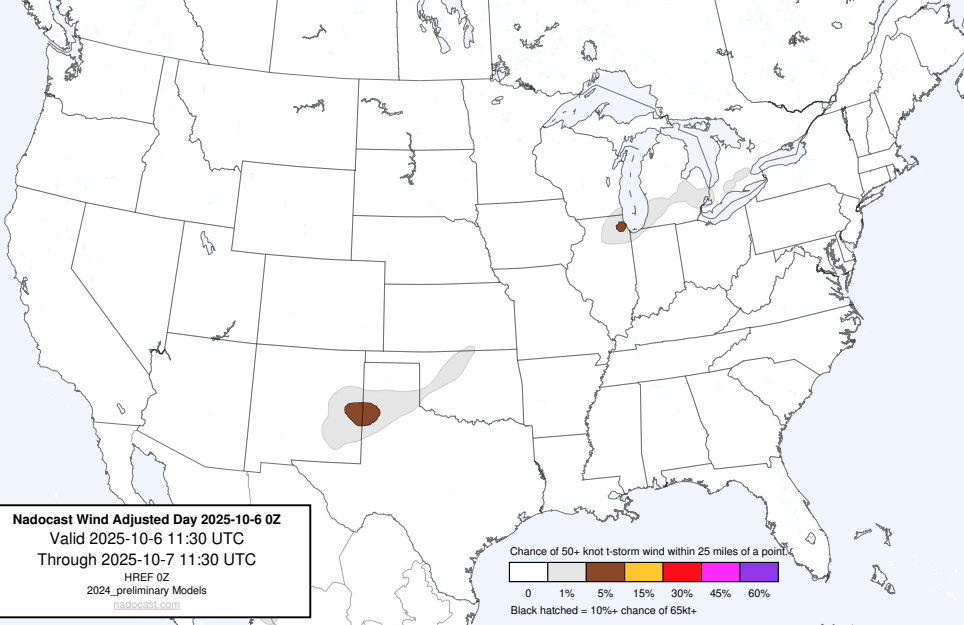 Nadocast Wind Adjusted Day 2025-10-6 0Z
Valid 2025-10-6 11:30 UTC
Through 2025-10-7 11:30 UTC
HREF 0Z
2024_preliminary Models
nadocast.com
Chance of 50+ knot t-storm wind within 25 miles of a point.
0 1% 5% 15% 30% 45% 60%
Black hatched = 10%+ chance of 65kt+